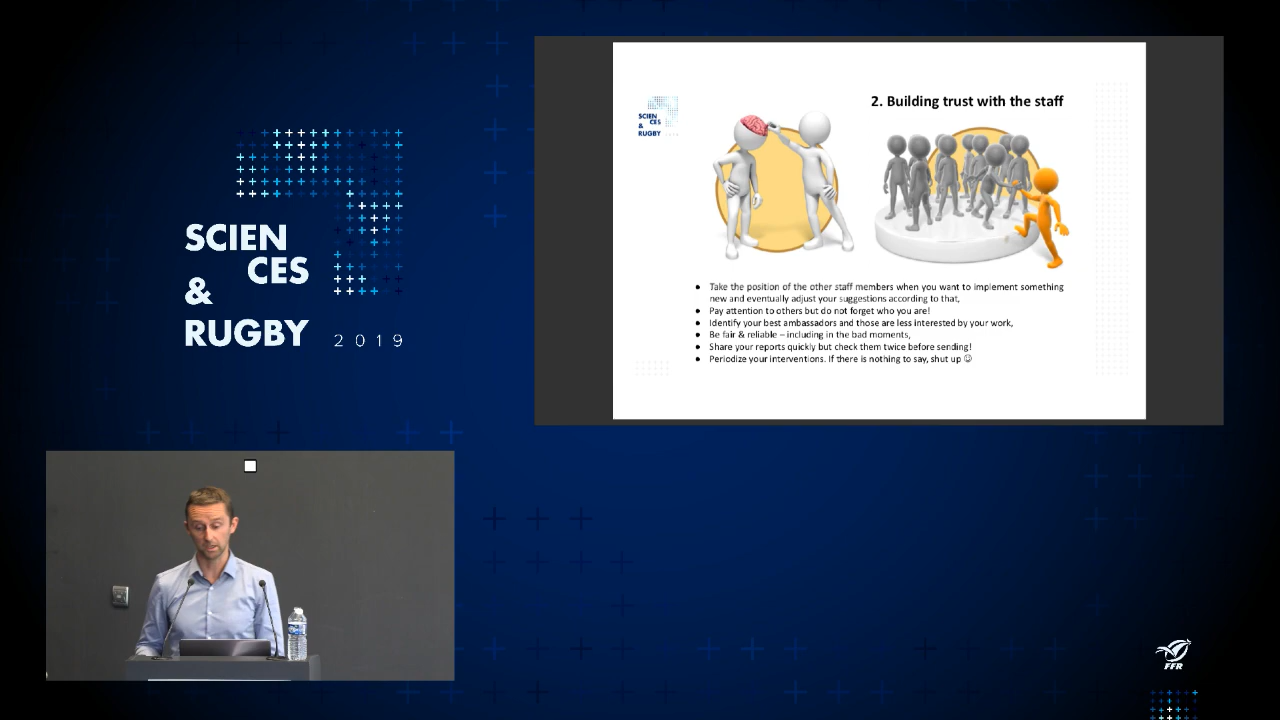 SCIEN
CES
&
RUGBY 2019
2. Building trust with the staff
SCIEN
CES
&
RUGBY
● Take the position of the other staff members when you want to implement something
new and eventually adjust your suggestions according to that,
● Pay attention to others but do not forget who you are!
● Identify your best ambassadors and those are less interested by your work,
● Be fair & reliable – including in the bad moments,
● Share your reports quickly but check them twice before sending!
● Periodize your interventions. If there is nothing to say, shut up ☺
FFR